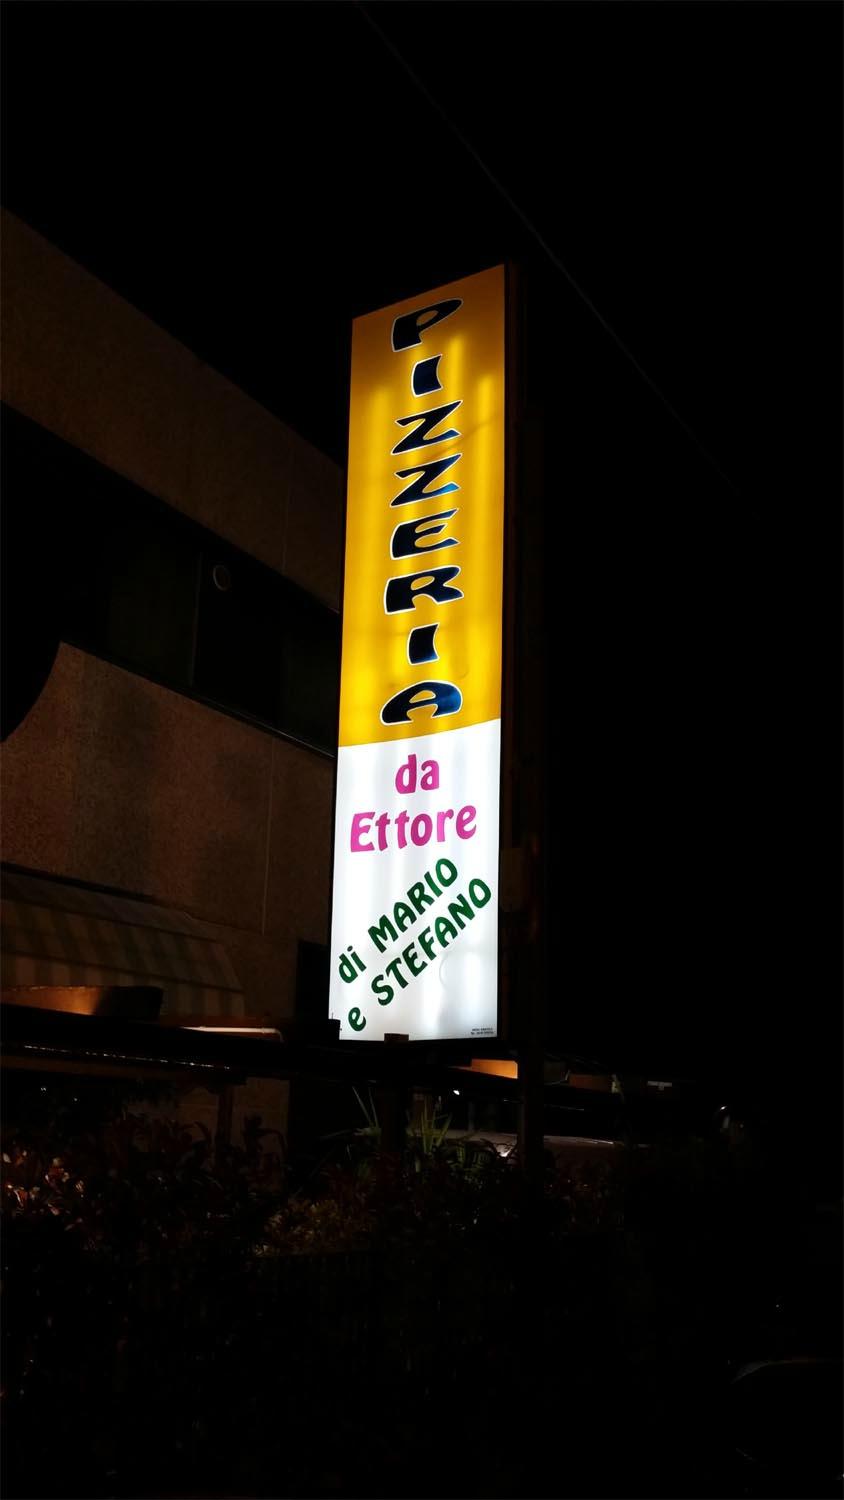 PIZZERIA
da
Ettore
di MARIO
e STEFANO